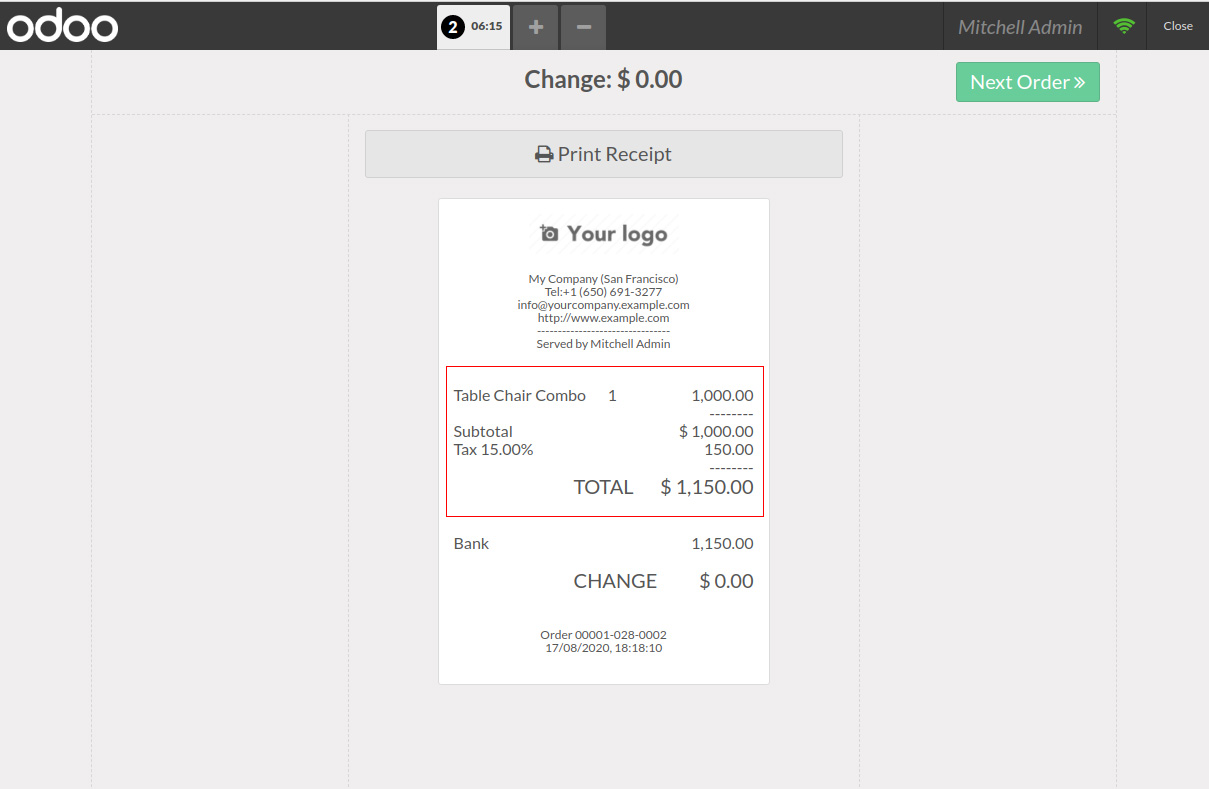 odoo
2 06:15 + −
Mitchell Admin
Close
Change: $ 0.00
Next Order »
Print Receipt
Your logo
My Company (San Francisco)
Tel:+1 (650) 691-3277
info@yourcompany.example.com
http://www.example.com
--------------------------------
Served by Mitchell Admin
Table Chair Combo 1 1,000.00
--------
Subtotal $ 1,000.00
Tax 15.00% 150.00
--------
TOTAL $ 1,150.00
Bank 1,150.00
CHANGE $ 0.00
Order 00001-028-0002
17/08/2020, 18:18:10